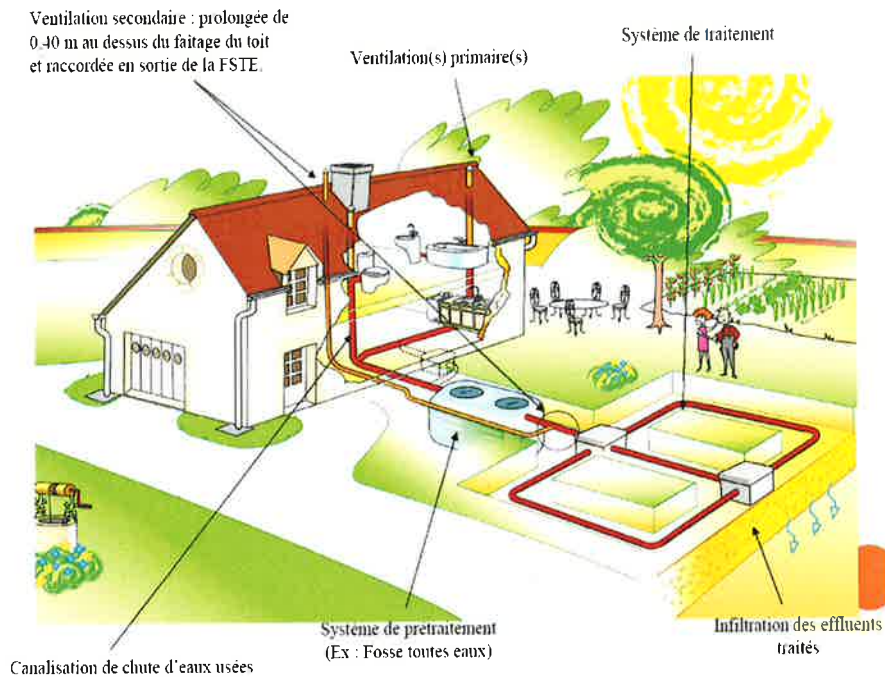 Ventilation secondaire : prolongée de
0.40 m au dessus du faitage du toit
et raccordée en sortie de la FSTE.
Ventilation(s) primaire(s)
Système de traitement
Système de prétraitement
(Ex : Fosse toutes eaux)
Infiltration des effluents
traités
Canalisation de chute d'eaux usées